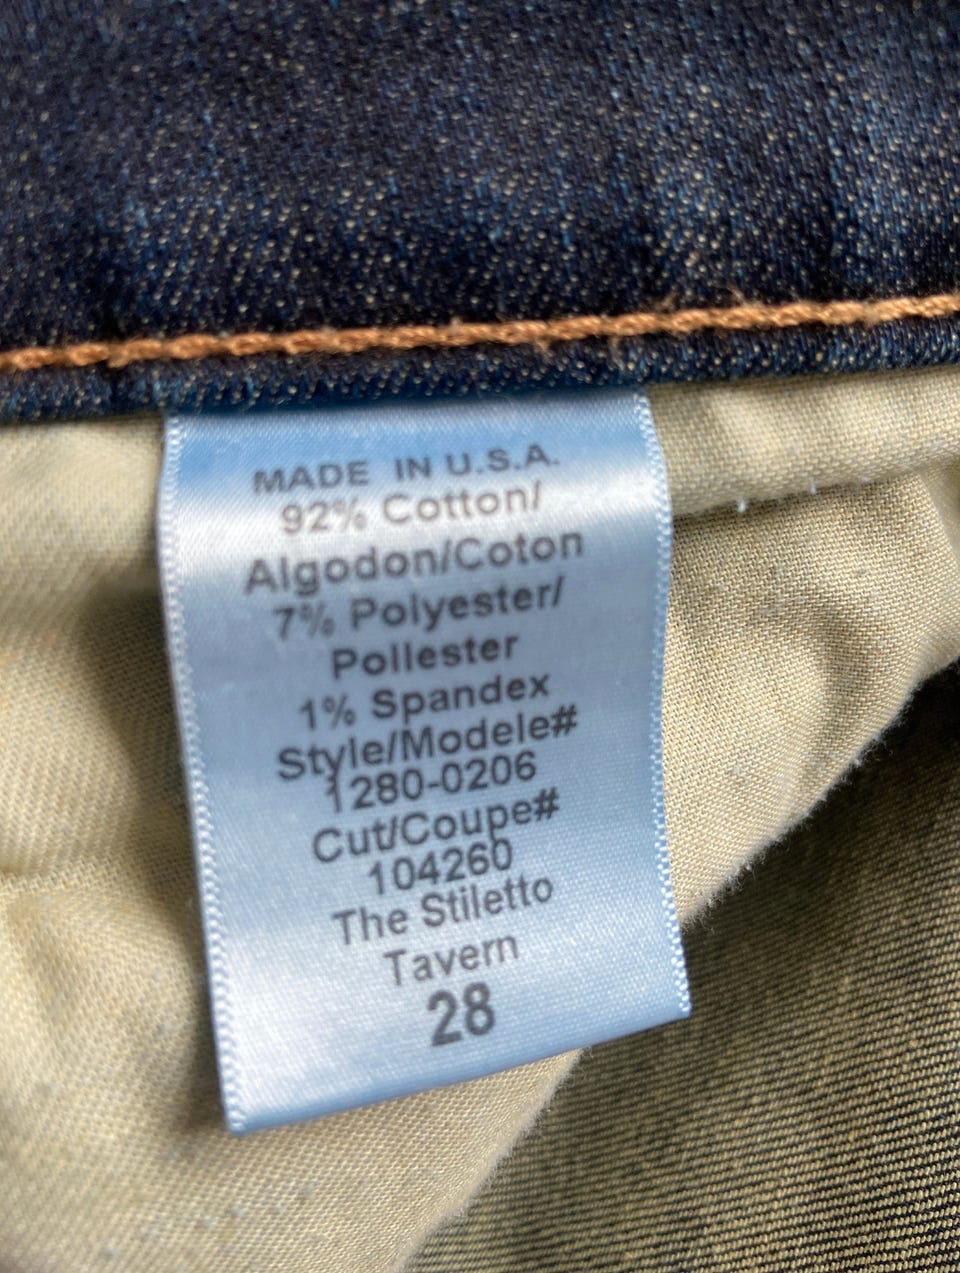 MADE IN U.S.A.
92% Cotton/
Algodon/Coton
7% Polyester/
Pollester
1% Spandex
Style/Modele#
1280-0206
Cut/Coupe#
104260
The Stiletto
Tavern
28